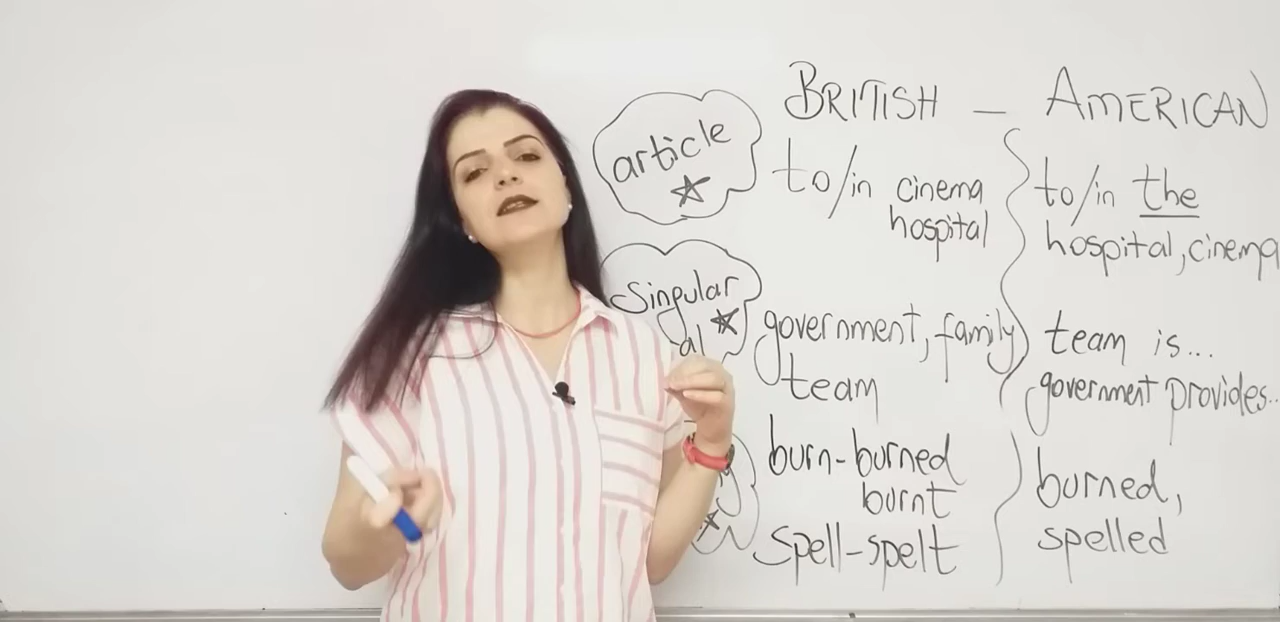 BRITISH – AMERICAN
article
to/in cinema
hospital
to/in the
hospital, cinema
Singular
al
government, family
team
team is...
government provides..
burn-burned
burnt
Spell-spelt
burned,
spelled